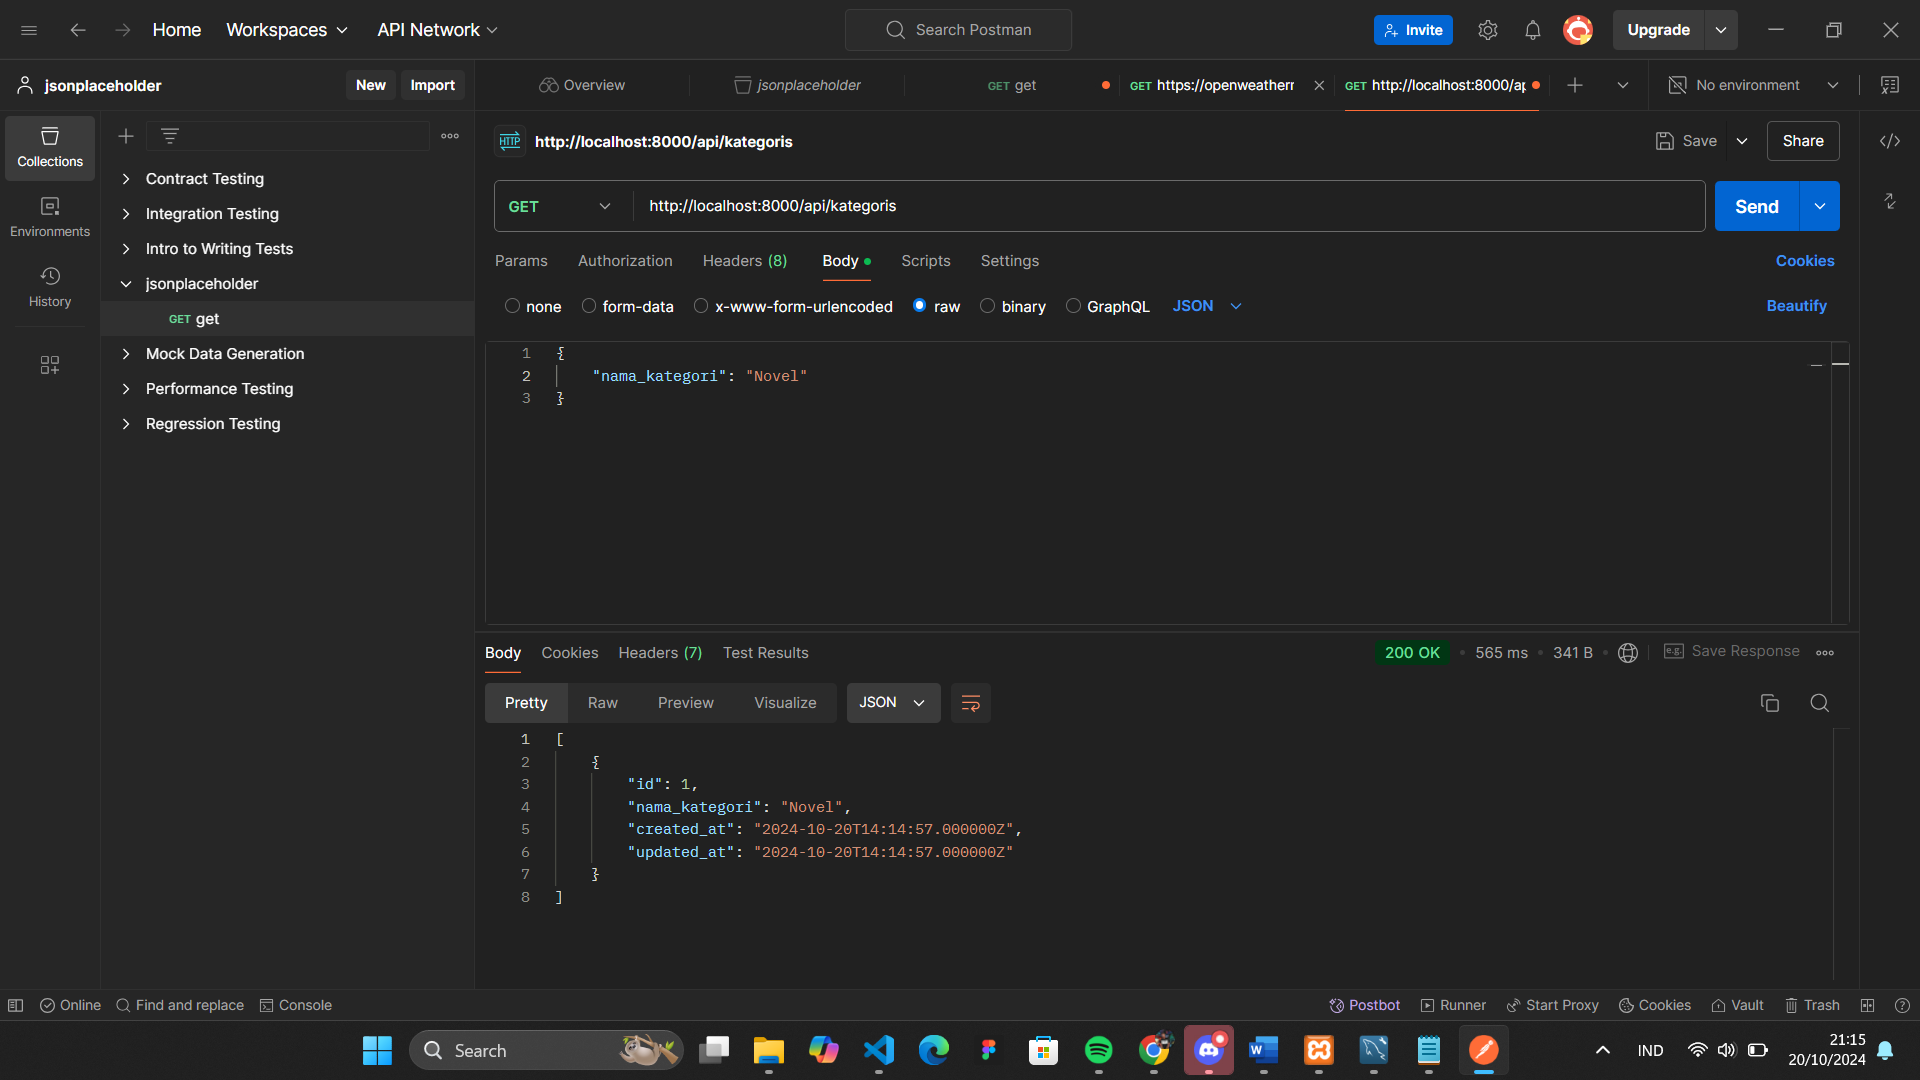 Home Workspaces API Network Search Postman Invite Upgrade
jsonplaceholder New Import Overview jsonplaceholder GET get GET https://openweatherr GET http://localhost:8000/ap No environment
Collections
Environments
History
Contract Testing
Integration Testing
Intro to Writing Tests
jsonplaceholder
GET get
Mock Data Generation
Performance Testing
Regression Testing
HTTP http://localhost:8000/api/kategoris Save Share
GET http://localhost:8000/api/kategoris Send
Params Authorization Headers (8) Body Scripts Settings Cookies
none form-data x-www-form-urlencoded raw binary GraphQL JSON Beautify
1 {
2 "nama_kategori": "Novel"
3 }
Body Cookies Headers (7) Test Results 200 OK 565 ms 341 B e.g. Save Response
Pretty Raw Preview Visualize JSON
1 [
2 {
3 "id": 1,
4 "nama_kategori": "Novel",
5 "created_at": "2024-10-20T14:14:57.000000Z",
6 "updated_at": "2024-10-20T14:14:57.000000Z"
7 }
8 ]
Online Find and replace Console Postbot Runner Start Proxy Cookies Vault Trash
Search IND 21:15
20/10/2024